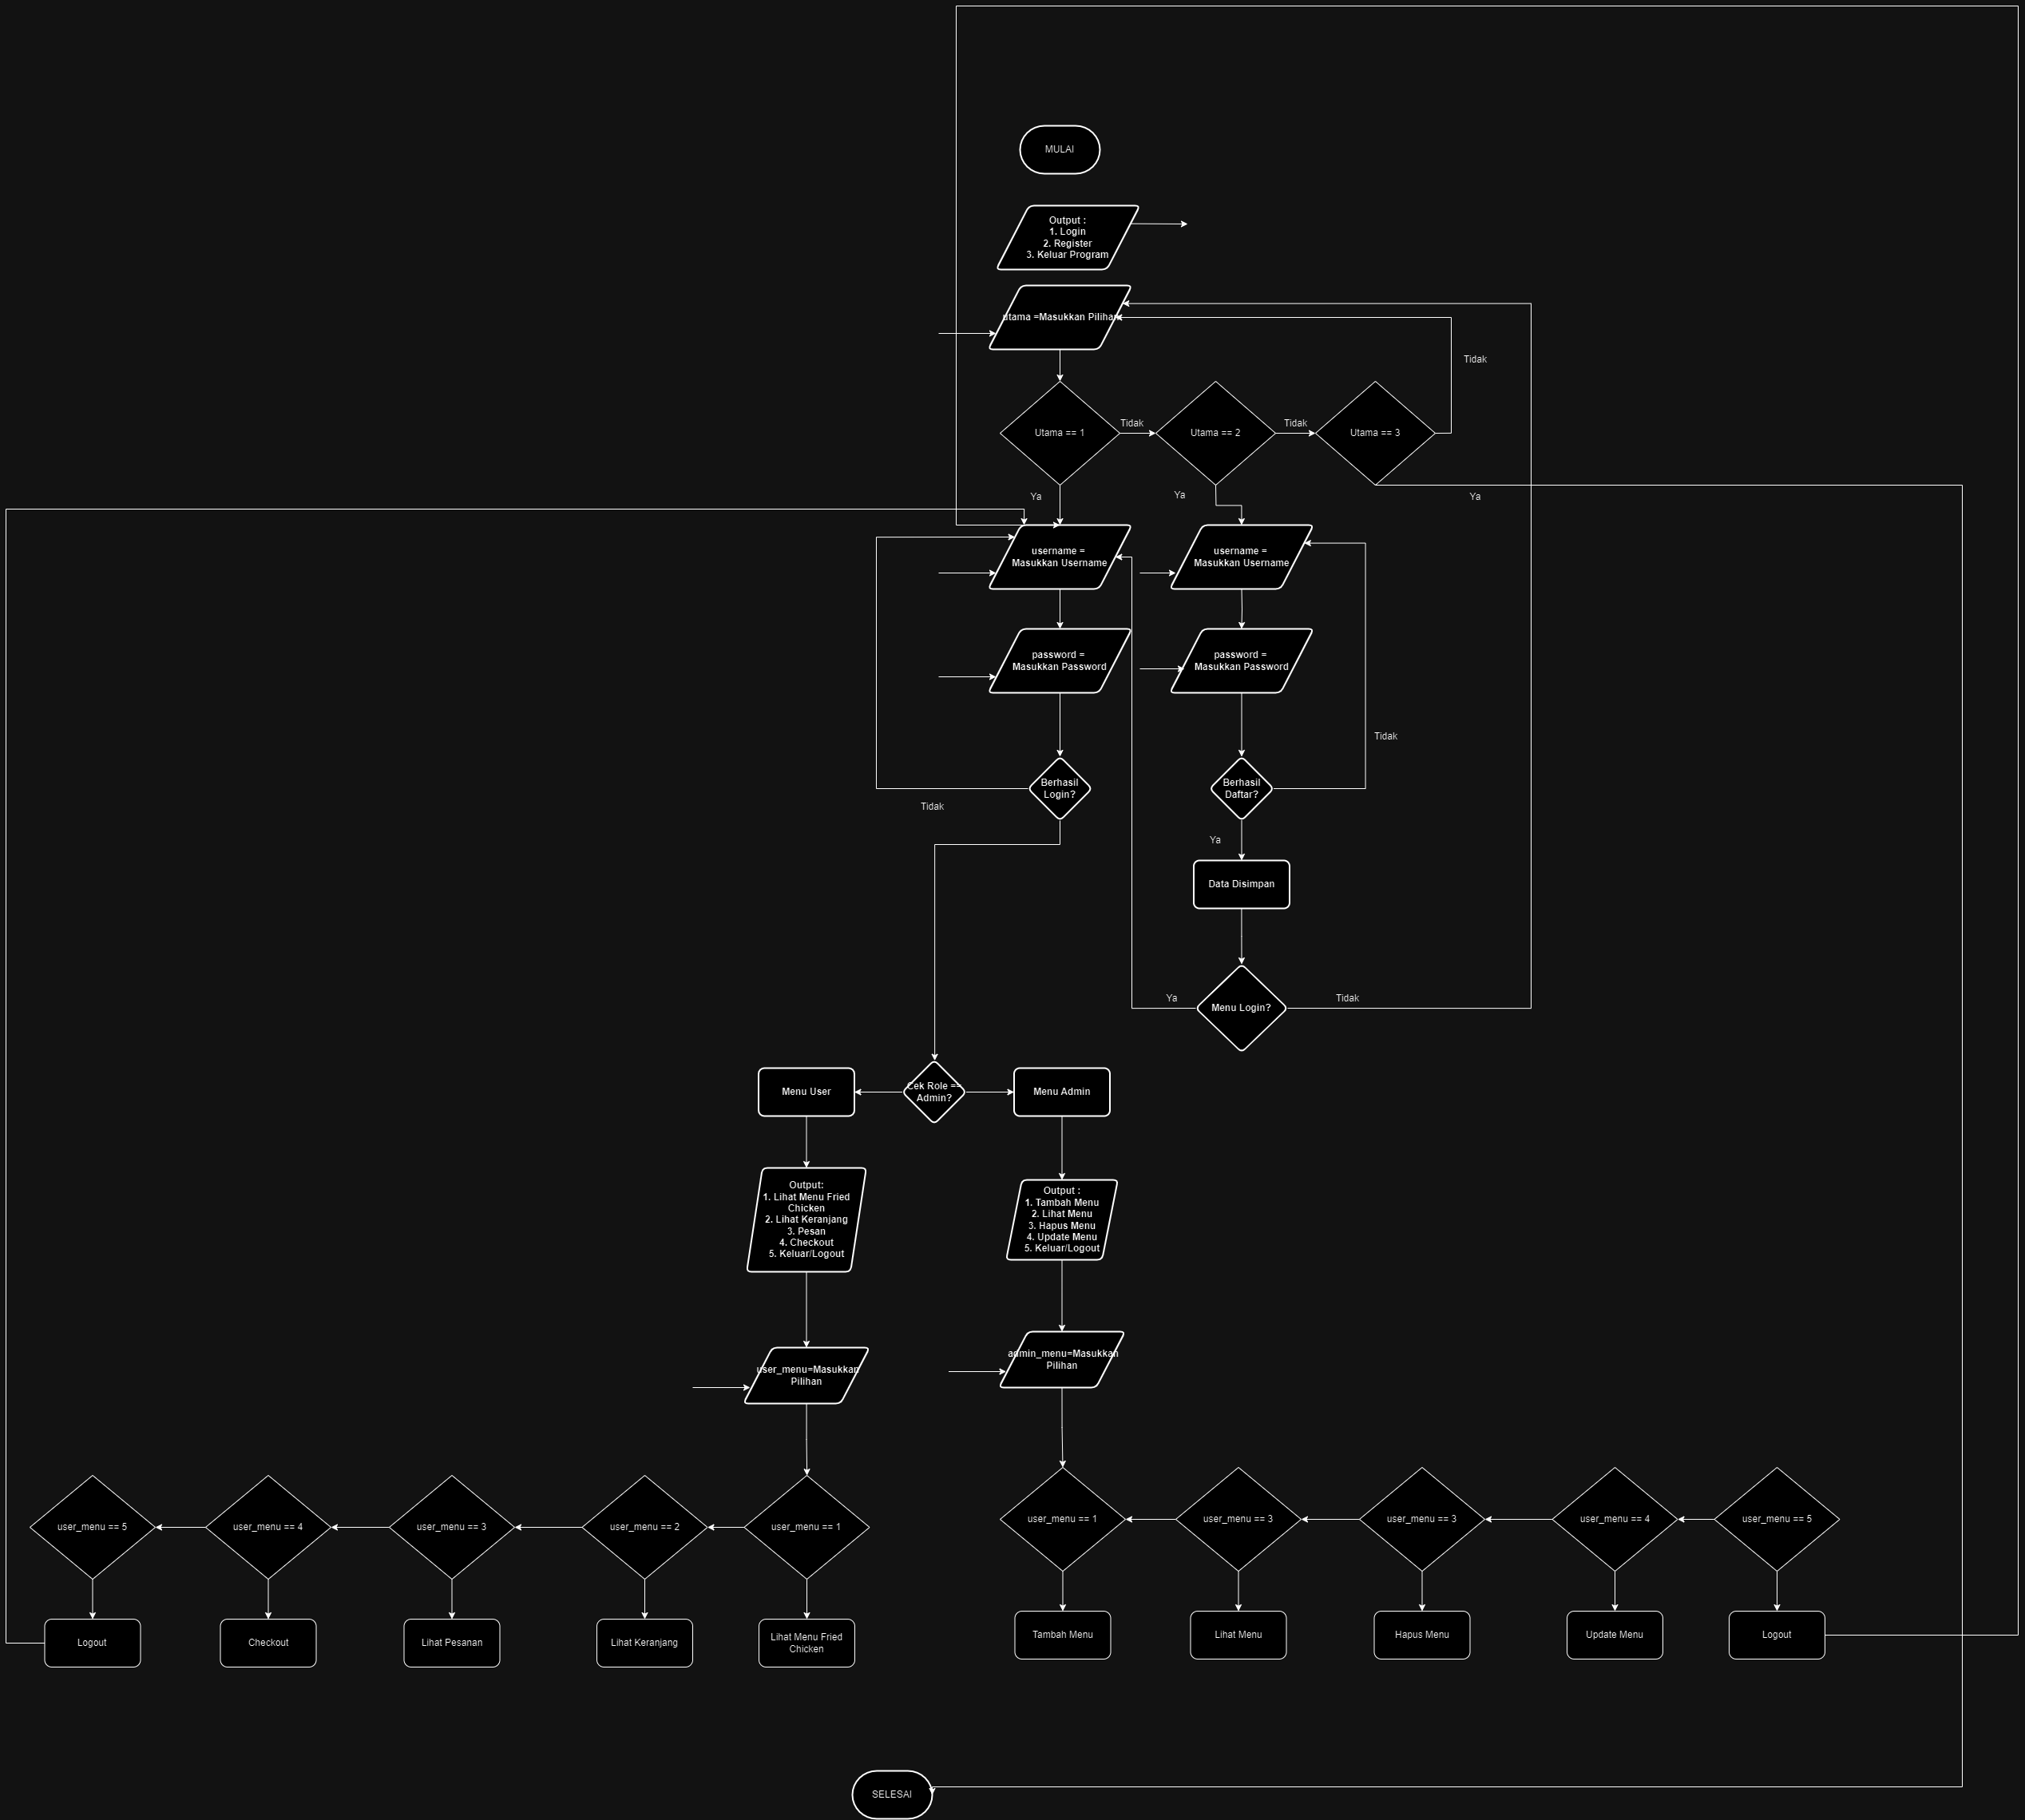 MULAI
Output :
1. Login
2. Register
3. Keluar Program
utama =Masukkan Pilihan
Tidak
Utama == 1
Tidak
Utama == 2
Tidak
Utama == 3
Ya
Ya
Ya
username =
Masukkan Username
username =
Masukkan Username
password =
Masukkan Password
password =
Masukkan Password
Tidak
Berhasil
Login?
Berhasil
Daftar?
Tidak
Ya
Data Disimpan
Ya
Tidak
Menu Login?
Menu User
Cek Role ==
Admin?
Menu Admin
Output:
1. Lihat Menu Fried
Chicken
2. Lihat Keranjang
3. Pesan
4. Checkout
5. Keluar/Logout
Output :
1. Tambah Menu
2. Lihat Menu
3. Hapus Menu
4. Update Menu
5. Keluar/Logout
user_menu=Masukkan
Pilihan
admin_menu=Masukkan
Pilihan
user_menu == 5
user_menu == 4
user_menu == 3
user_menu == 2
user_menu == 1
user_menu == 1
user_menu == 3
user_menu == 3
user_menu == 4
user_menu == 5
Logout
Checkout
Lihat Pesanan
Lihat Keranjang
Lihat Menu Fried
Chicken
Tambah Menu
Lihat Menu
Hapus Menu
Update Menu
Logout
SELESAI